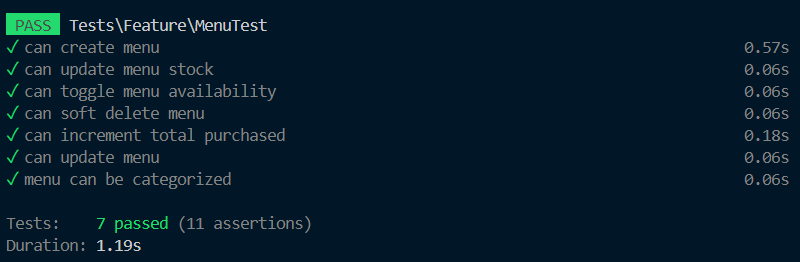 PASS Tests\Feature\MenuTest
✓ can create menu 0.57s
✓ can update menu stock 0.06s
✓ can toggle menu availability 0.06s
✓ can soft delete menu 0.06s
✓ can increment total purchased 0.18s
✓ can update menu 0.06s
✓ menu can be categorized 0.06s
Tests: 7 passed (11 assertions)
Duration: 1.19s